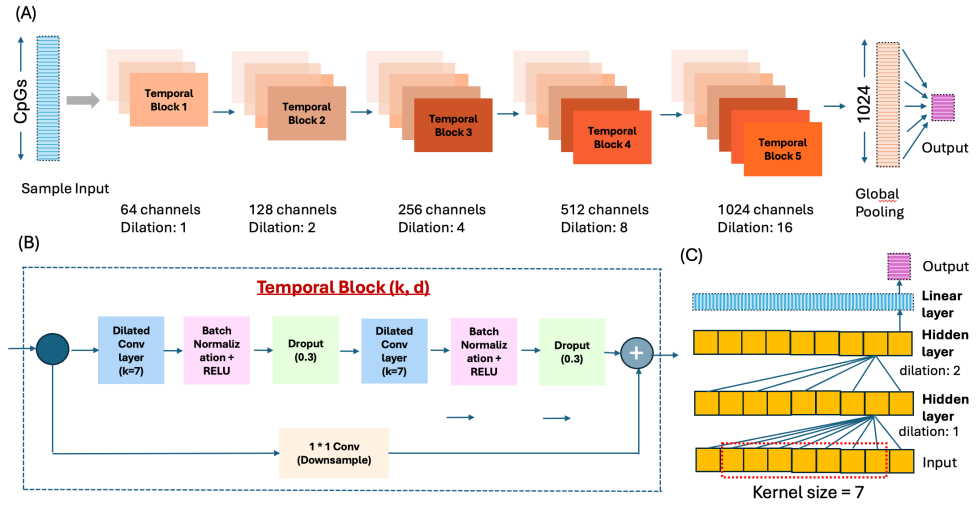 (A)
CpGs
Sample Input
Temporal
Block 1
Temporal
Block 2
Temporal
Block 3
Temporal
Block 4
Temporal
Block 5
1024
Global
Pooling
Output
64 channels
Dilation: 1
128 channels
Dilation: 2
256 channels
Dilation: 4
512 channels
Dilation: 8
1024 channels
Dilation: 16
(B)
Temporal Block (k, d)
Dilated
Conv
layer
(k=7)
Batch
Normaliz
ation +
RELU
Droput
(0.3)
Dilated
Conv
layer
(k=7)
Batch
Normaliz
ation +
RELU
Droput
(0.3)
+
1 * 1 Conv
(Downsample)
(C)
Output
Linear
layer
Hidden
layer
dilation: 2
Hidden
layer
dilation: 1
Input
Kernel size = 7